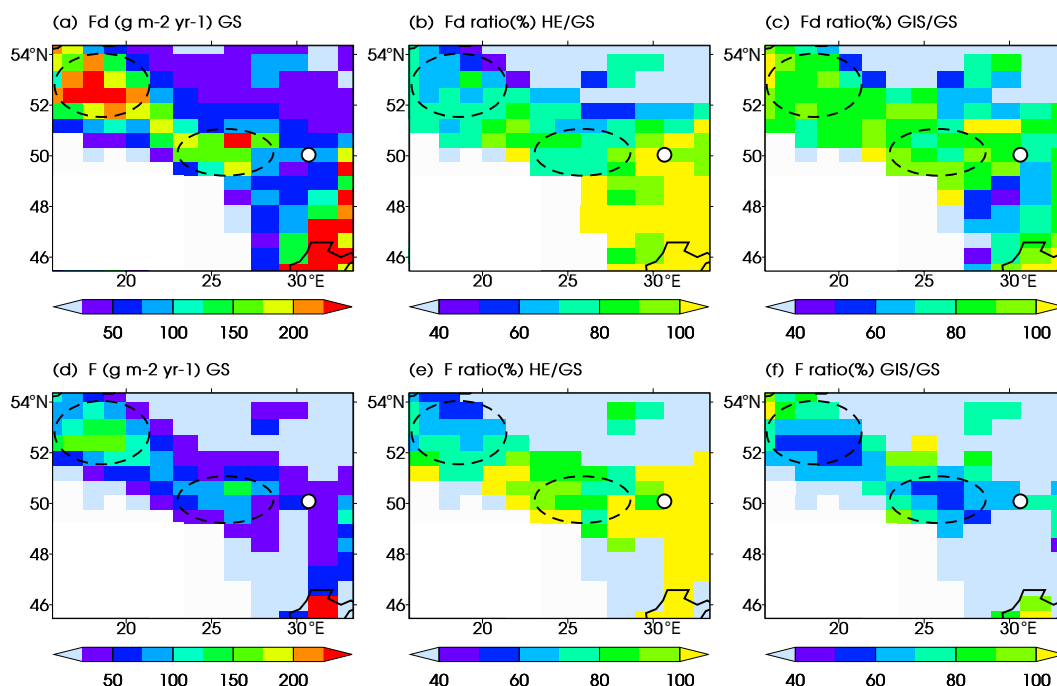 (a) Fd (g m-2 yr-1) GS
(b) Fd ratio(%) HE/GS
(c) Fd ratio(%) GIS/GS
54°N
52
50
48
46
20 25 30°E
50 100 150 200
54°N
52
50
48
46
20 25 30°E
40 60 80 100
54°N
52
50
48
46
20 25 30°E
40 60 80 100
(d) F (g m-2 yr-1) GS
(e) F ratio(%) HE/GS
(f) F ratio(%) GIS/GS
54°N
52
50
48
46
20 25 30°E
50 100 150 200
54°N
52
50
48
46
20 25 30°E
40 60 80 100
54°N
52
50
48
46
20 25 30°E
40 60 80 100